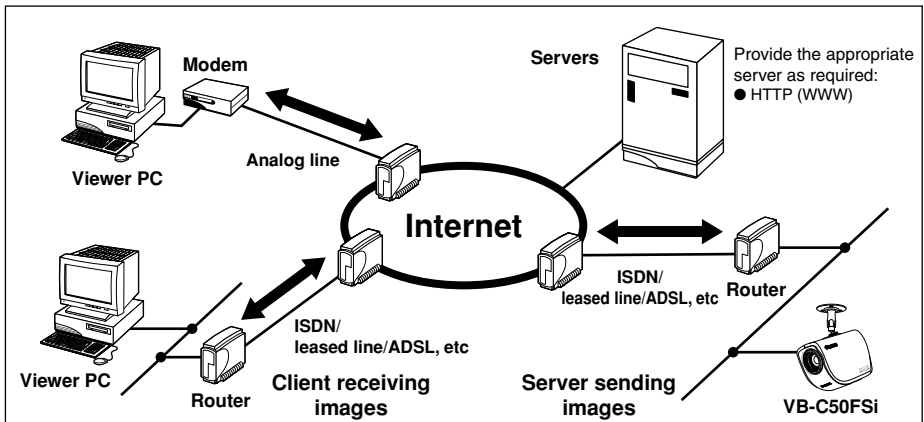 Modem
Analog line
Viewer PC
Servers
Provide the appropriate
server as required:
● HTTP (WWW)
Internet
ISDN/
leased line/ADSL, etc
Router
Viewer PC
Router
ISDN/
leased line/ADSL, etc
Client receiving
images
Server sending
images
VB-C50FSi